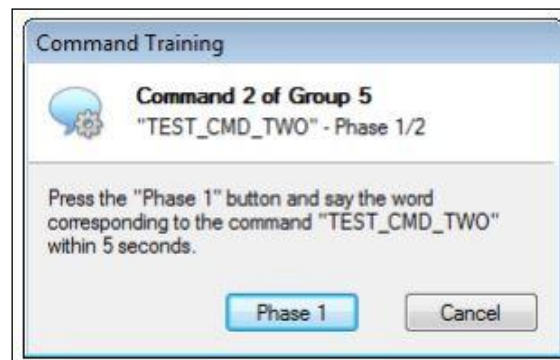 Command Training
Command 2 of Group 5
"TEST_CMD_TWO" - Phase 1/2
Press the "Phase 1" button and say the word
corresponding to the command "TEST_CMD_TWO"
within 5 seconds.
Phase 1
Cancel